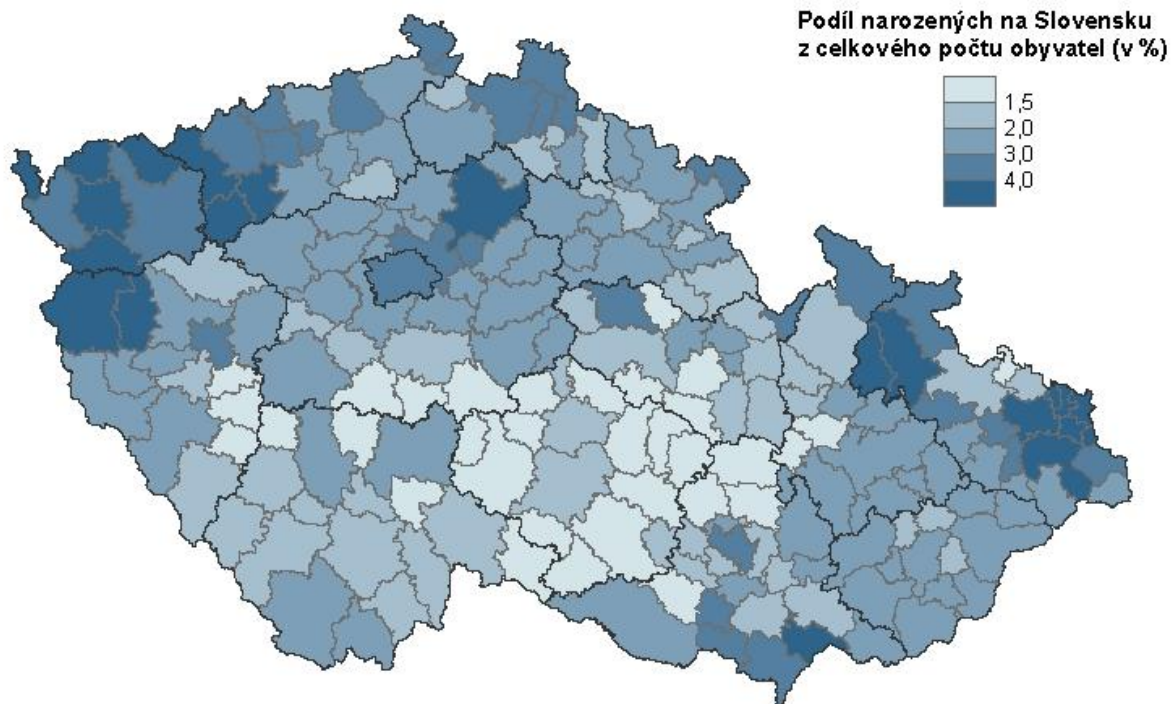 Podíl narozených na Slovensku
z celkového počtu obyvatel (v %)
1,5
2,0
3,0
4,0